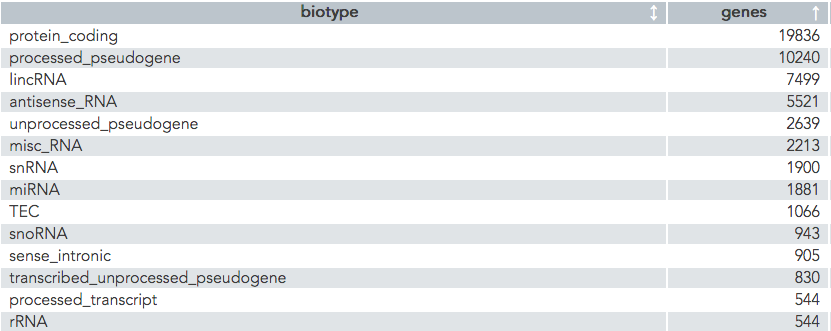 biotype genes
protein_coding 19836
processed_pseudogene 10240
lincRNA 7499
antisense_RNA 5521
unprocessed_pseudogene 2639
misc_RNA 2213
snRNA 1900
miRNA 1881
TEC 1066
snoRNA 943
sense_intronic 905
transcribed_unprocessed_pseudogene 830
processed_transcript 544
rRNA 544